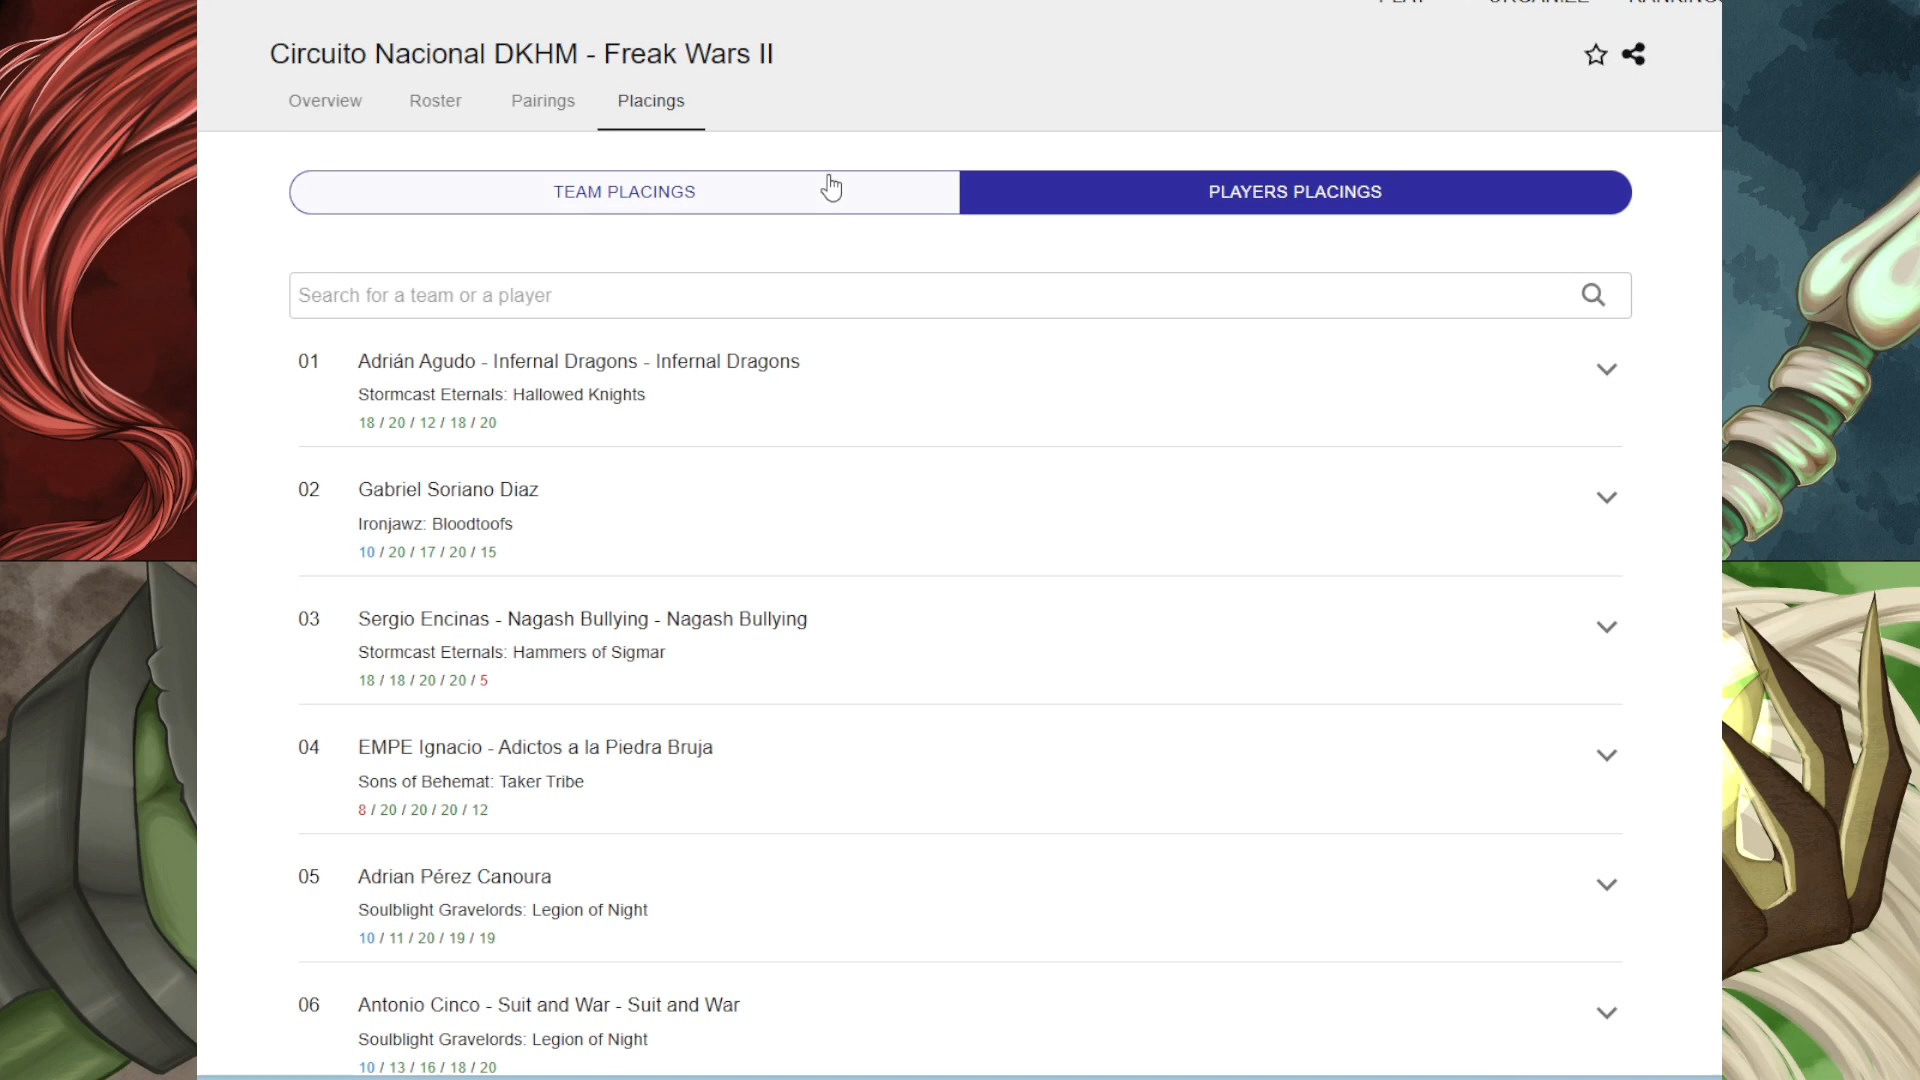 PLAY ORGANIZE RANKINGS
Circuito Nacional DKHM - Freak Wars II
Overview Roster Pairings Placings
TEAM PLACINGS PLAYERS PLACINGS
Search for a team or a player
01 Adrián Agudo - Infernal Dragons - Infernal Dragons
Stormcast Eternals: Hallowed Knights
18 / 20 / 12 / 18 / 20
02 Gabriel Soriano Diaz
Ironjawz: Bloodtoofs
10 / 20 / 17 / 20 / 15
03 Sergio Encinas - Nagash Bullying - Nagash Bullying
Stormcast Eternals: Hammers of Sigmar
18 / 18 / 20 / 20 / 5
04 EMPE Ignacio - Adictos a la Piedra Bruja
Sons of Behemat: Taker Tribe
8 / 20 / 20 / 20 / 12
05 Adrian Pérez Canoura
Soulblight Gravelords: Legion of Night
10 / 11 / 20 / 19 / 19
06 Antonio Cinco - Suit and War - Suit and War
Soulblight Gravelords: Legion of Night
10 / 13 / 16 / 18 / 20